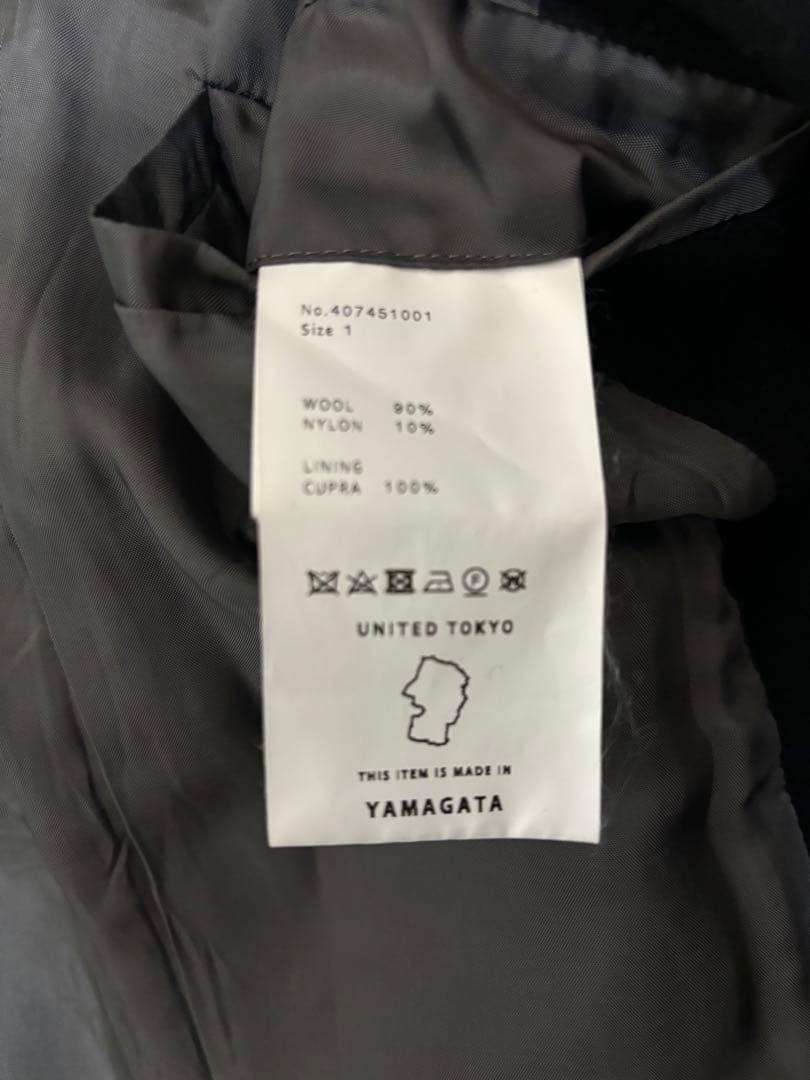 No.407451001
Size 1
WOOL 90%
NYLON 10%
LINING
CUPRA 100%
F
UNITED TOKYO
THIS ITEM IS MADE IN
YAMAGATA